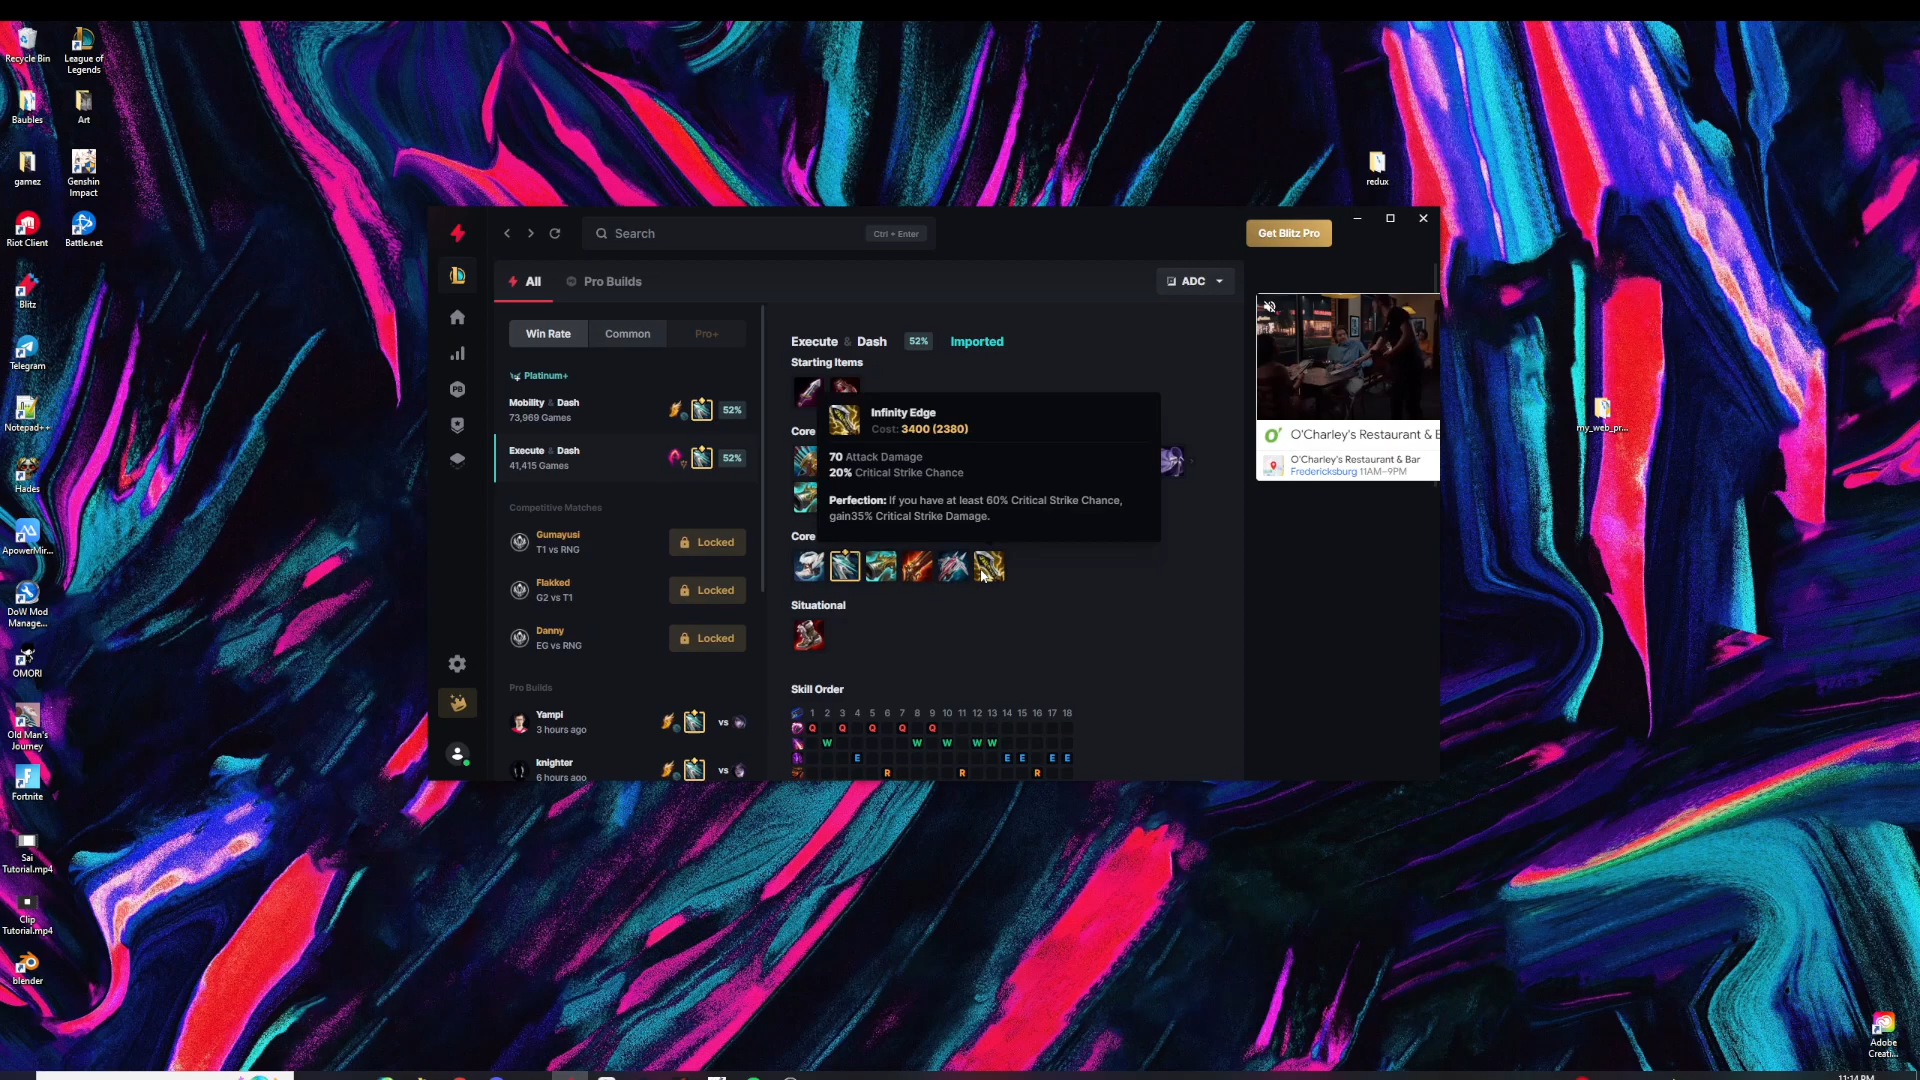 Recycle Bin
League of
Legends
Baubles
Art
gamez
Genshin
Impact
Riot Client
Battle.net
Blitz
Telegram
Notepad++
Hades
ApowerMir...
DoW Mod
Manage...
OMORI
Old Man's
Journey
Fortnite
Sai
Tutorial.mp4
Clip
Tutorial.mp4
blender
redux
my_web_pr...
Adobe
Creati...
Search
Ctrl + Enter
Get Blitz Pro
All
Pro Builds
ADC
Win Rate
Common
Pro+
Platinum+
Mobility & Dash
73,969 Games
52%
Execute & Dash
41,415 Games
52%
Competitive Matches
Gumayusi
T1 vs RNG
Locked
Flakked
G2 vs T1
Locked
Danny
EG vs RNG
Locked
Pro Builds
Yampi
3 hours ago
vs
knighter
6 hours ago
vs
PB
Execute & Dash 52% Imported
Starting Items
Core
Infinity Edge
Cost: 3400 (2380)
70 Attack Damage
20% Critical Strike Chance
Perfection: If you have at least 60% Critical Strike Chance,
gain35% Critical Strike Damage.
Core
Situational
Skill Order
1 2 3 4 5 6 7 8 9 10 11 12 13 14 15 16 17 18
Q Q Q Q Q
W W W W W
E E E E E
R R R
O'Charley's Restaurant & B
O'Charley's Restaurant & Bar
Fredericksburg 11AM–9PM
11:14 PM